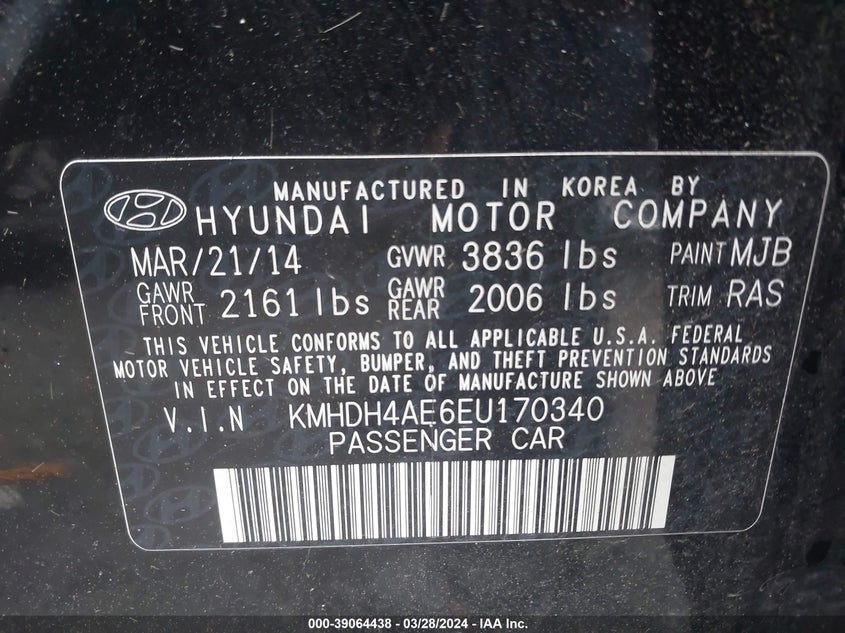 MANUFACTURED IN KOREA BY
HYUNDAI MOTOR COMPANY
MAR/21/14 GVWR 3836 lbs PAINT MJB
GAWR FRONT 2161 lbs GAWR REAR 2006 lbs TRIM RAS
THIS VEHICLE CONFORMS TO ALL APPLICABLE U.S.A. FEDERAL
MOTOR VEHICLE SAFETY, BUMPER, AND THEFT PREVENTION STANDARDS
IN EFFECT ON THE DATE OF MANUFACTURE SHOWN ABOVE
V.I.N KMHDH4AE6EU170340
PASSENGER CAR
000-39064438 - 03/28/2024 - IAA Inc.